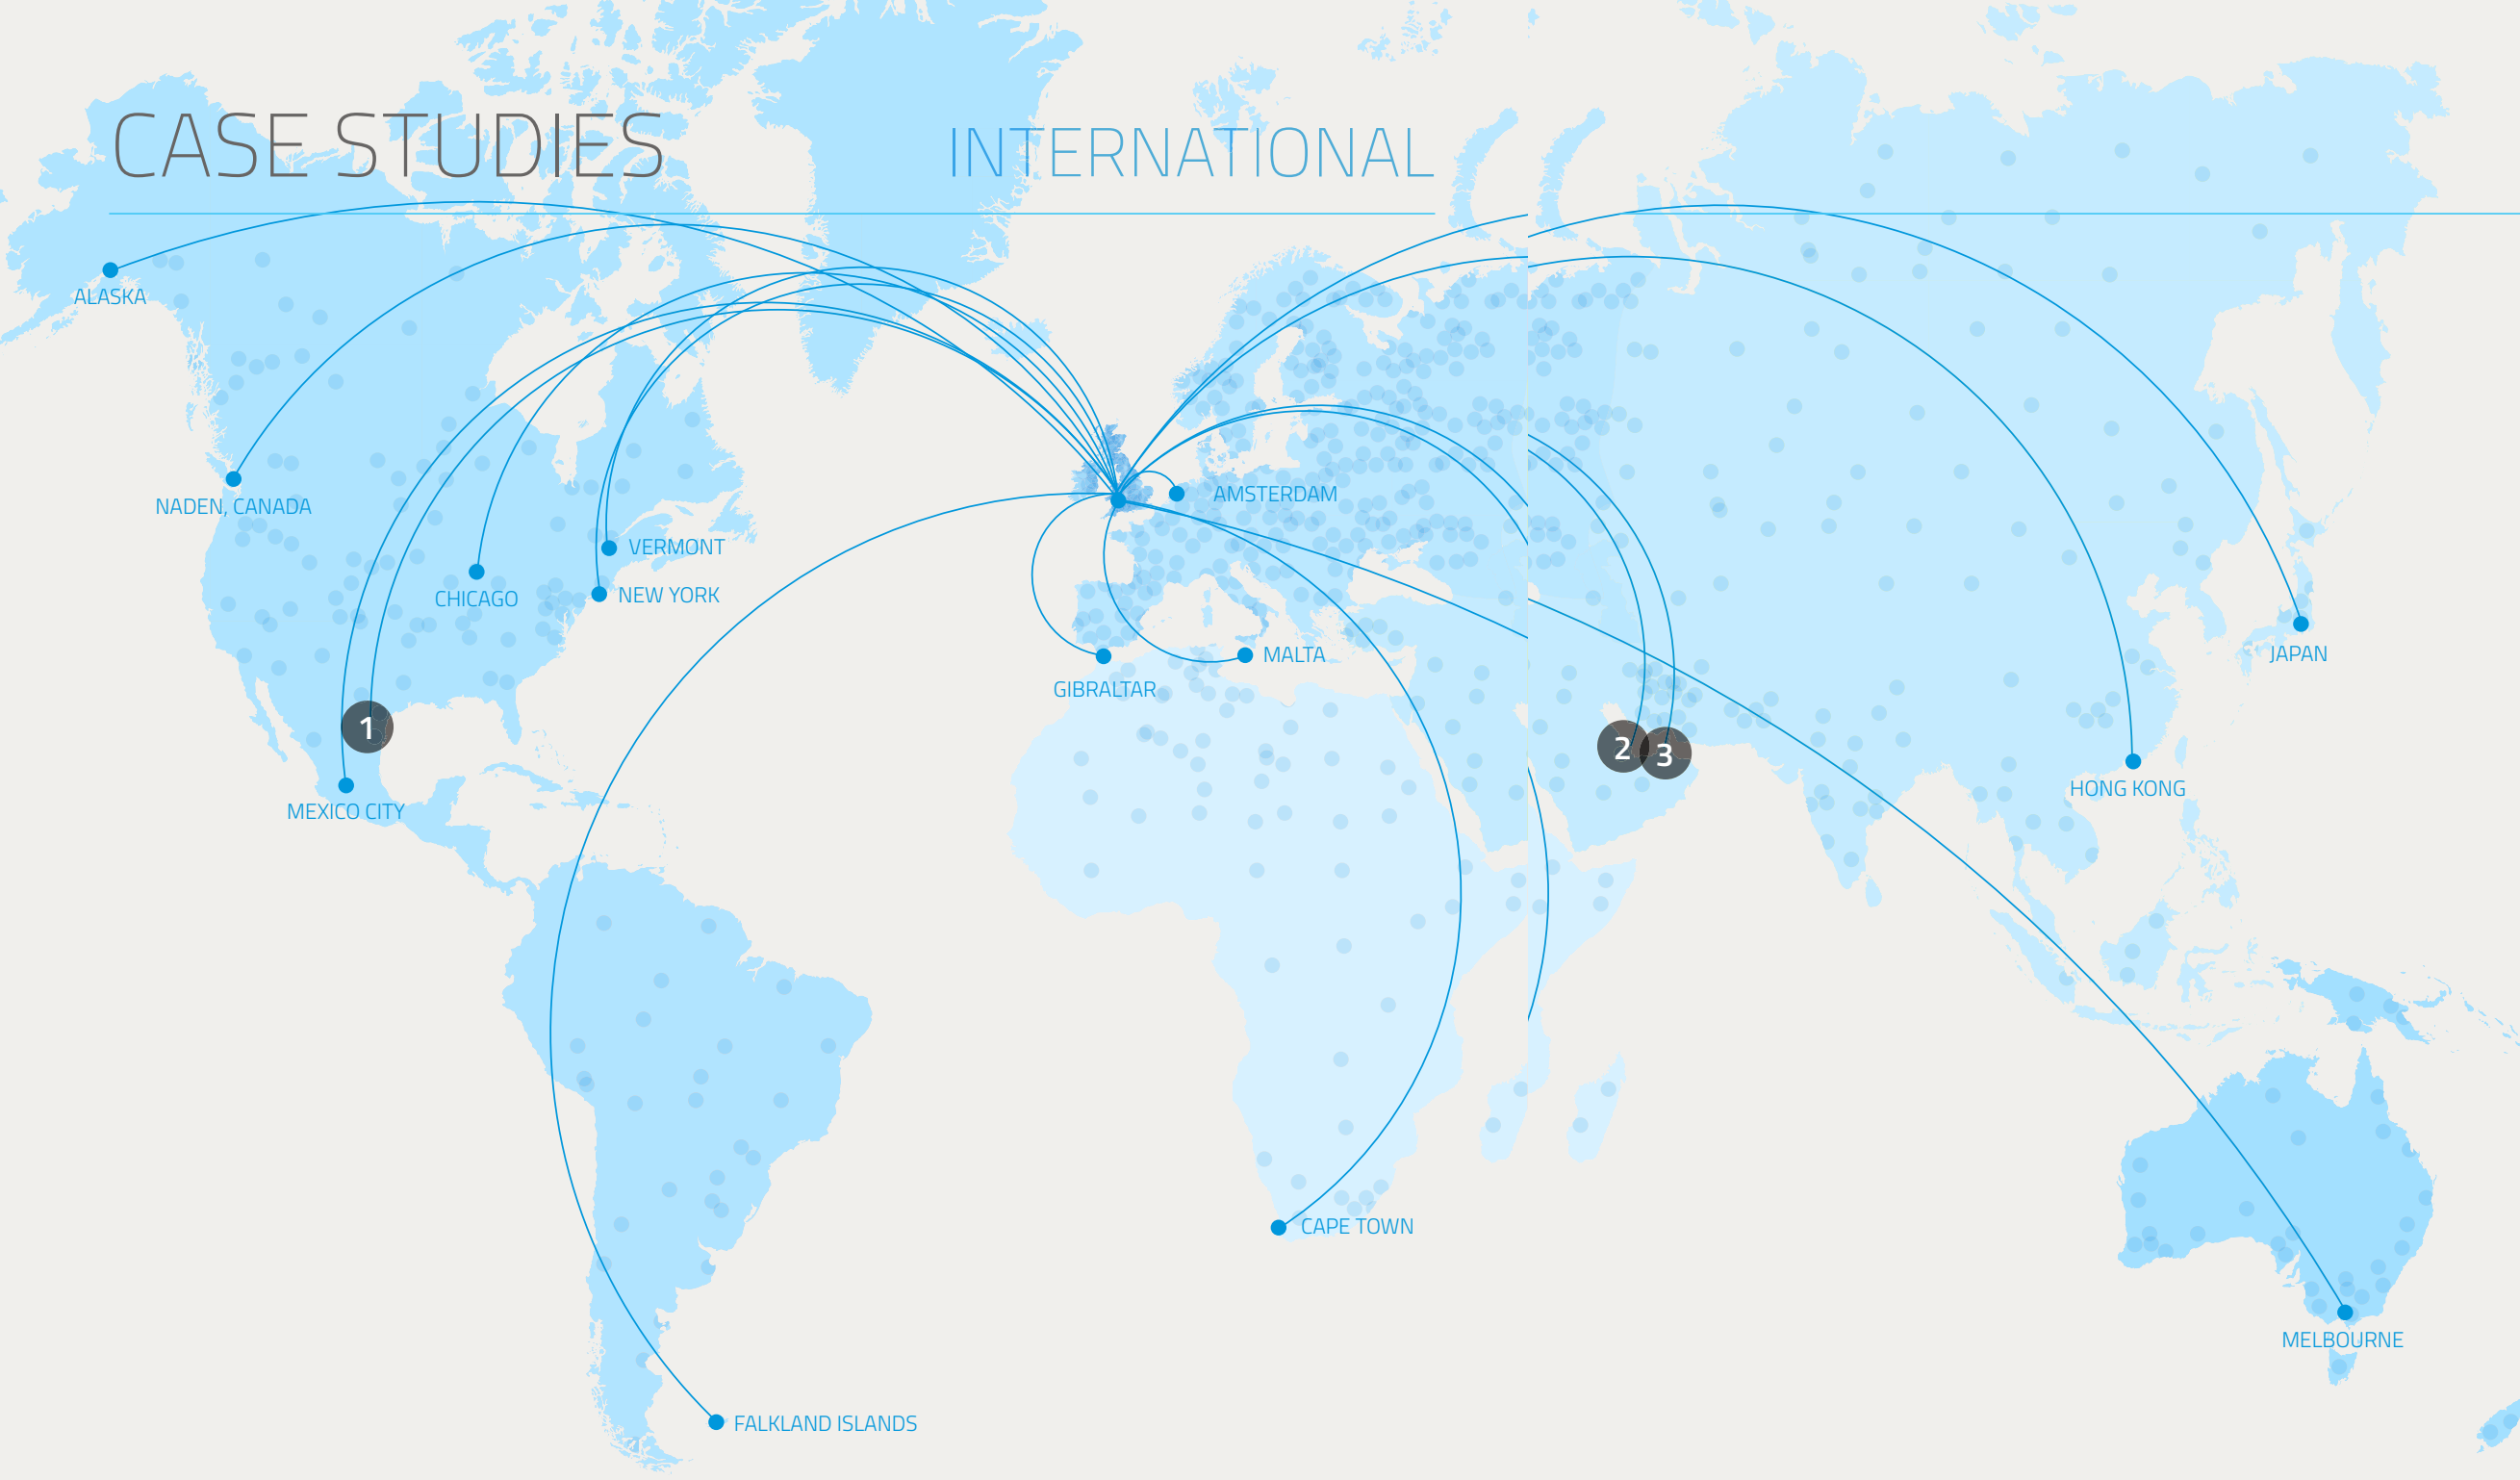 CASE STUDIES
INTERNATIONAL
ALASKA
NADEN, CANADA
AMSTERDAM
VERMONT
CHICAGO
NEW YORK
MALTA
JAPAN
GIBRALTAR
1
2
3
HONG KONG
MEXICO CITY
CAPE TOWN
MELBOURNE
FALKLAND ISLANDS